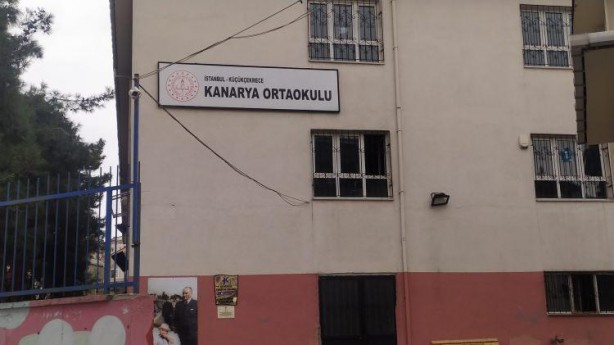 İSTANBUL - KÜÇÜKÇEKMECE
KANARYA ORTAOKULU